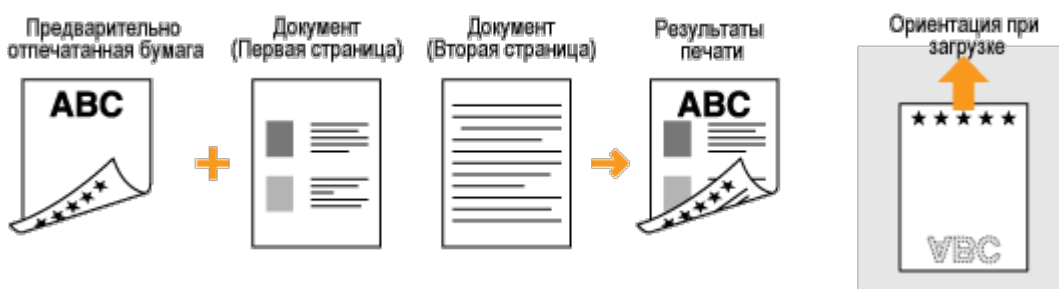 Предварительно
отпечатанная бумага
Документ
(Первая страница)
Документ
(Вторая страница)
Результаты
печати
Ориентация при
загрузке
ABC
ABC
ABC